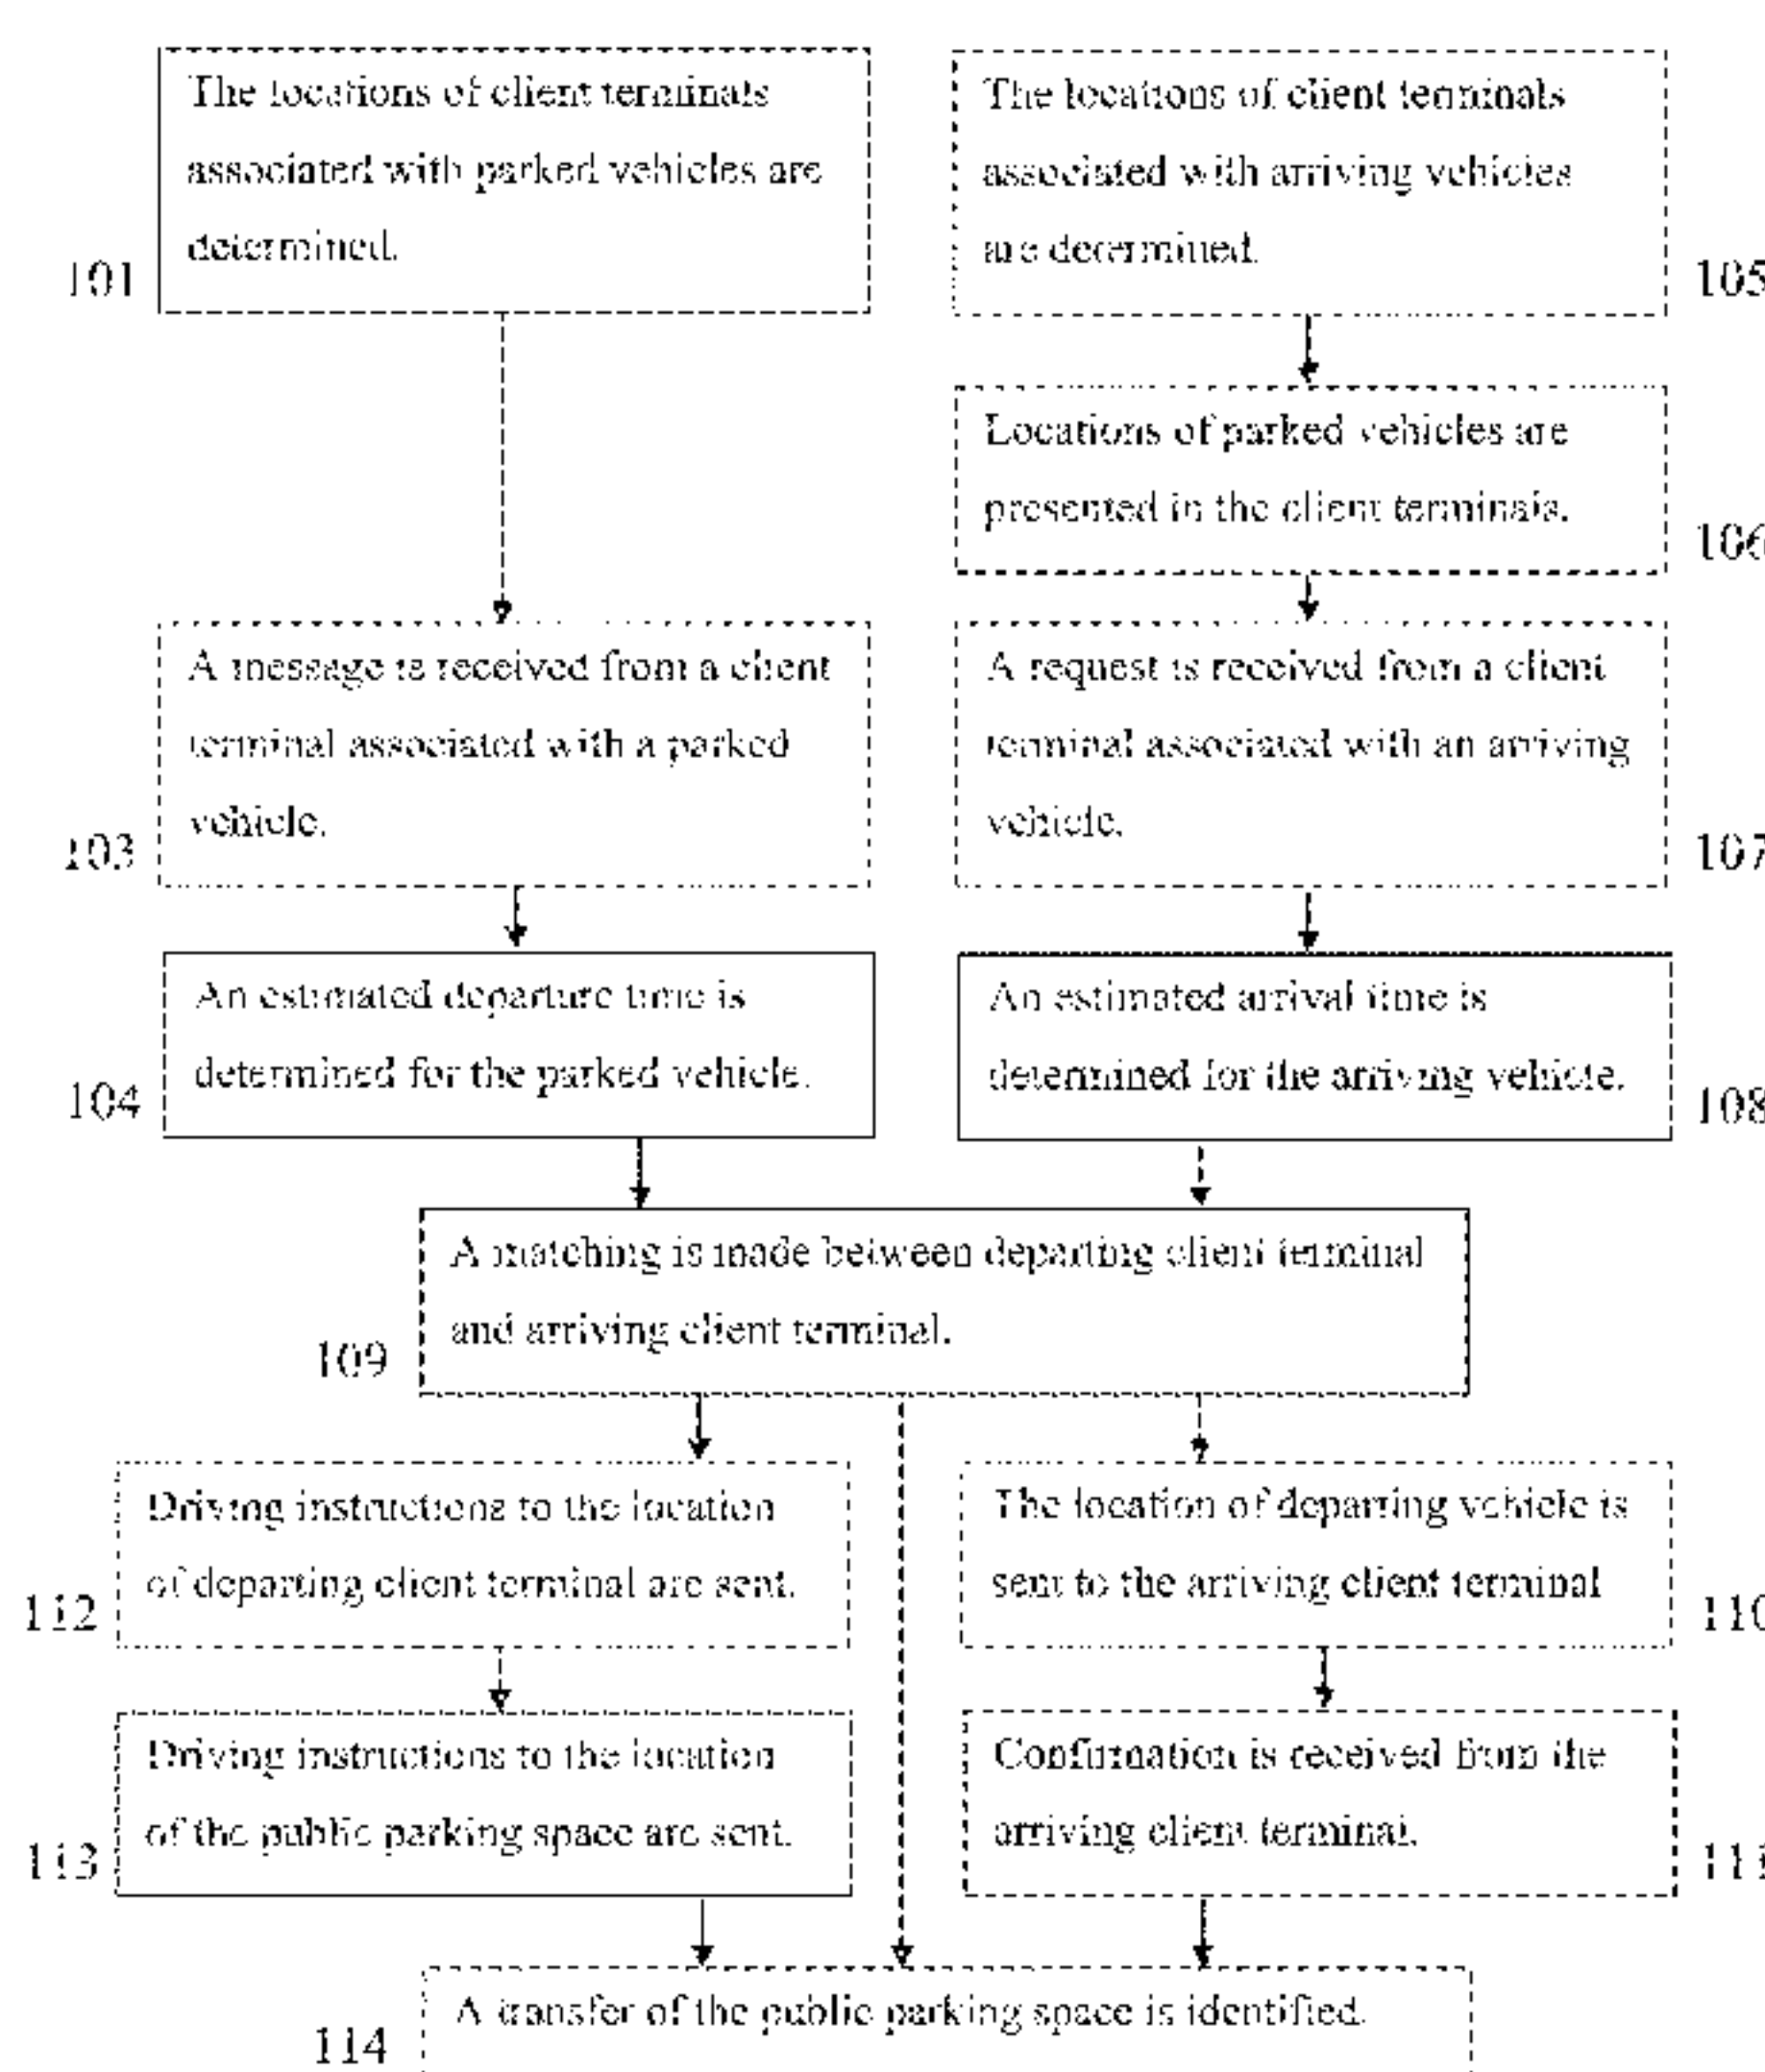 The locations of client terminals
associated with parked vehicles are
determined.
101
The locations of client terminals
associated with arriving vehicles
are determined.
105
Locations of parked vehicles are
presented in the client terminals.
106
A message is received from a client
terminal associated with a parked
vehicle.
103
A request is received from a client
terminal associated with an arriving
vehicle.
107
An estimated departure time is
determined for the parked vehicle.
104
An estimated arrival time is
determined for the arriving vehicle.
108
A matching is made between departing client terminal
and arriving client terminal.
109
Driving instructions to the location
of departing client terminal are sent.
112
The location of departing vehicle is
sent to the arriving client terminal
110
Driving instructions to the location
of the public parking space are sent.
113
Confirmation is received from the
arriving client terminal.
111
A transfer of the public parking space is identified.
114